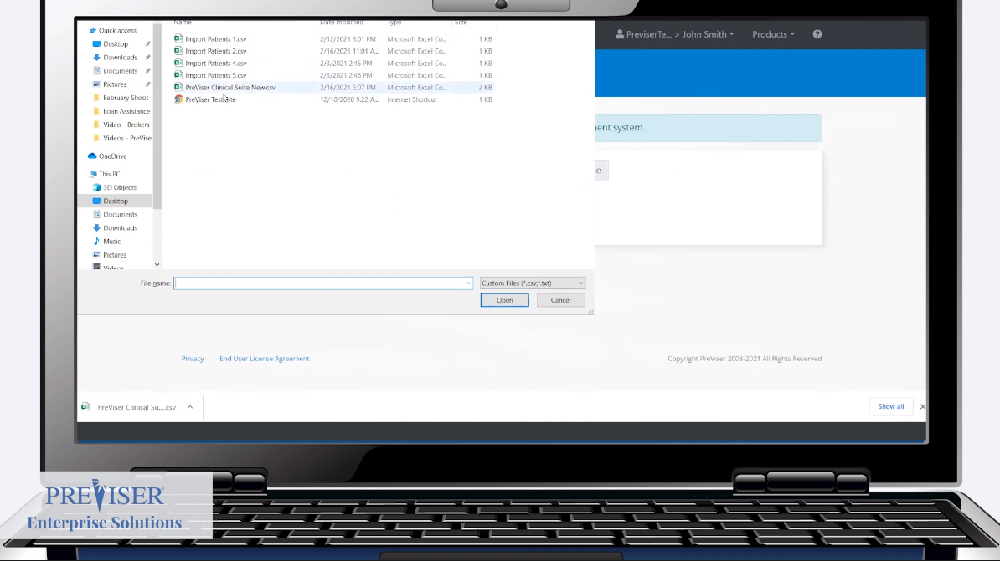 Name Date modified Type Size
Quick access
Desktop
Downloads
Documents
Pictures
February Shoot
Loan Assistance
Video - Brokers
Videos - PreViser
OneDrive
This PC
3D Objects
Desktop
Documents
Downloads
Music
Pictures
Videos
Import Patients 1.csv 2/12/2021 3:01 PM Microsoft Excel Co... 1 KB
Import Patients 2.csv 2/16/2021 11:01 A... Microsoft Excel Co... 1 KB
Import Patients 4.csv 2/3/2021 2:46 PM Microsoft Excel Co... 1 KB
Import Patients 5.csv 2/3/2021 2:46 PM Microsoft Excel Co... 1 KB
PreViser Clinical Suite New.csv 2/16/2021 5:07 PM Microsoft Excel Co... 2 KB
PreViser Test Site 12/10/2020 9:22 A... Internet Shortcut 1 KB
File name: Custom Files (*.csv;*.txt)
Open Cancel
PreviserTe... > John Smith Products ?
ent system.
se
Privacy End User License Agreement Copyright PreViser 2003-2021 All Rights Reserved
PreViser Clinical Su....csv Show all
PREVISER
Enterprise Solutions